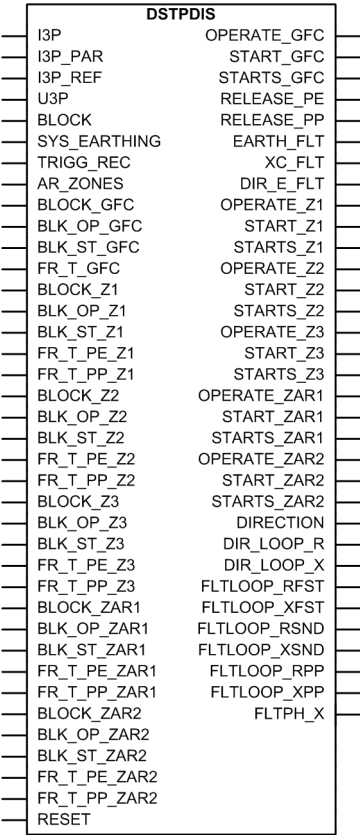 DSTPDIS
I3P OPERATE_GFC
I3P_PAR START_GFC
I3P_REF STARTS_GFC
U3P RELEASE_PE
BLOCK RELEASE_PP
SYS_EARTHING EARTH_FLT
TRIGG_REC XC_FLT
AR_ZONES DIR_E_FLT
BLOCK_GFC OPERATE_Z1
BLK_OP_GFC START_Z1
BLK_ST_GFC STARTS_Z1
FR_T_GFC OPERATE_Z2
BLOCK_Z1 START_Z2
BLK_OP_Z1 STARTS_Z2
BLK_ST_Z1 OPERATE_Z3
FR_T_PE_Z1 START_Z3
FR_T_PP_Z1 STARTS_Z3
BLOCK_Z2 OPERATE_ZAR1
BLK_OP_Z2 START_ZAR1
BLK_ST_Z2 STARTS_ZAR1
FR_T_PE_Z2 OPERATE_ZAR2
FR_T_PP_Z2 START_ZAR2
BLOCK_Z3 STARTS_ZAR2
BLK_OP_Z3 DIRECTION
BLK_ST_Z3 DIR_LOOP_R
FR_T_PE_Z3 DIR_LOOP_X
FR_T_PP_Z3 FLTLOOP_RFST
BLOCK_ZAR1 FLTLOOP_XFST
BLK_OP_ZAR1 FLTLOOP_RSND
BLK_ST_ZAR1 FLTLOOP_XSND
FR_T_PE_ZAR1 FLTLOOP_RPP
FR_T_PP_ZAR1 FLTLOOP_XPP
BLOCK_ZAR2 FLTPH_X
BLK_OP_ZAR2
BLK_ST_ZAR2
FR_T_PE_ZAR2
FR_T_PP_ZAR2
RESET